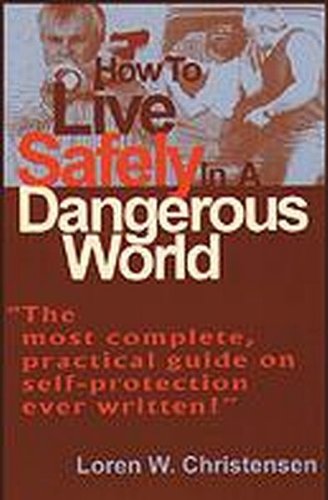 How To
Live
Safely In A
Dangerous
World
"The
most complete,
practical guide on
self-protection
ever written!"
Loren W. Christensen